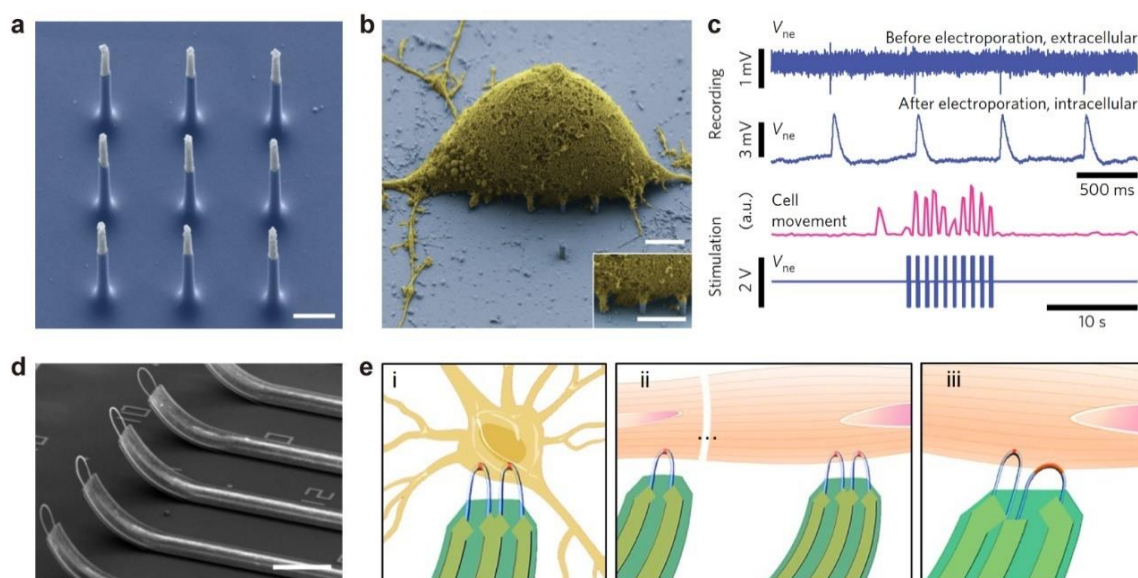 a
b
c
V_ne
Before electroporation, extracellular
1 mV
Recording
After electroporation, intracellular
V_ne
3 mV
500 ms
Cell
movement
(a.u.)
Stimulation
V_ne
2 V
10 s
d
e
i
ii
...
iii